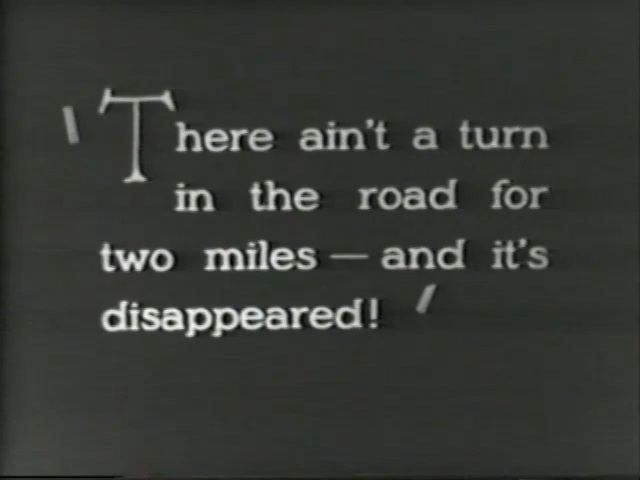 'There ain't a turn
in the road for
two miles — and it's
disappeared!'